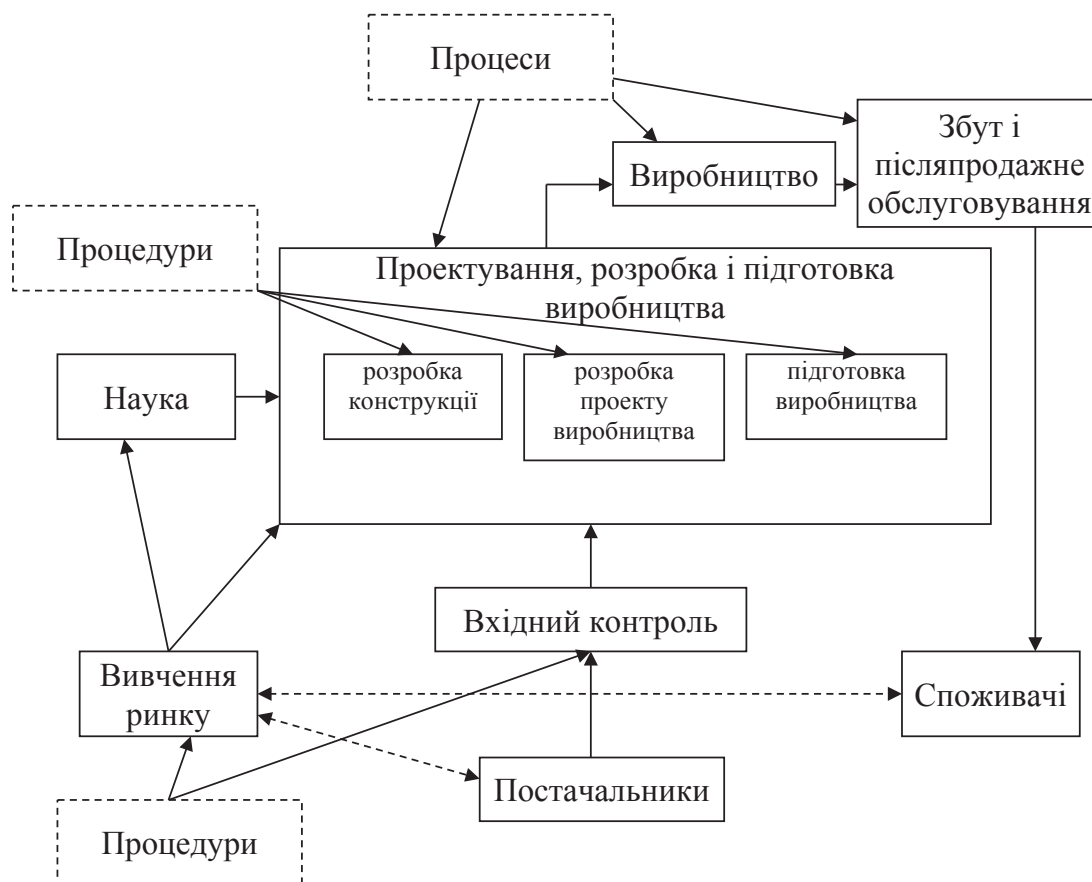 Процеси
Збут і
післяпродажне
обслуговування
Виробництво
Процедури
Проектування, розробка і підготовка
виробництва
розробка
конструкції
розробка
проекту
виробництва
підготовка
виробництва
Наука
Вхідний контроль
Вивчення
ринку
Споживачі
Постачальники
Процедури